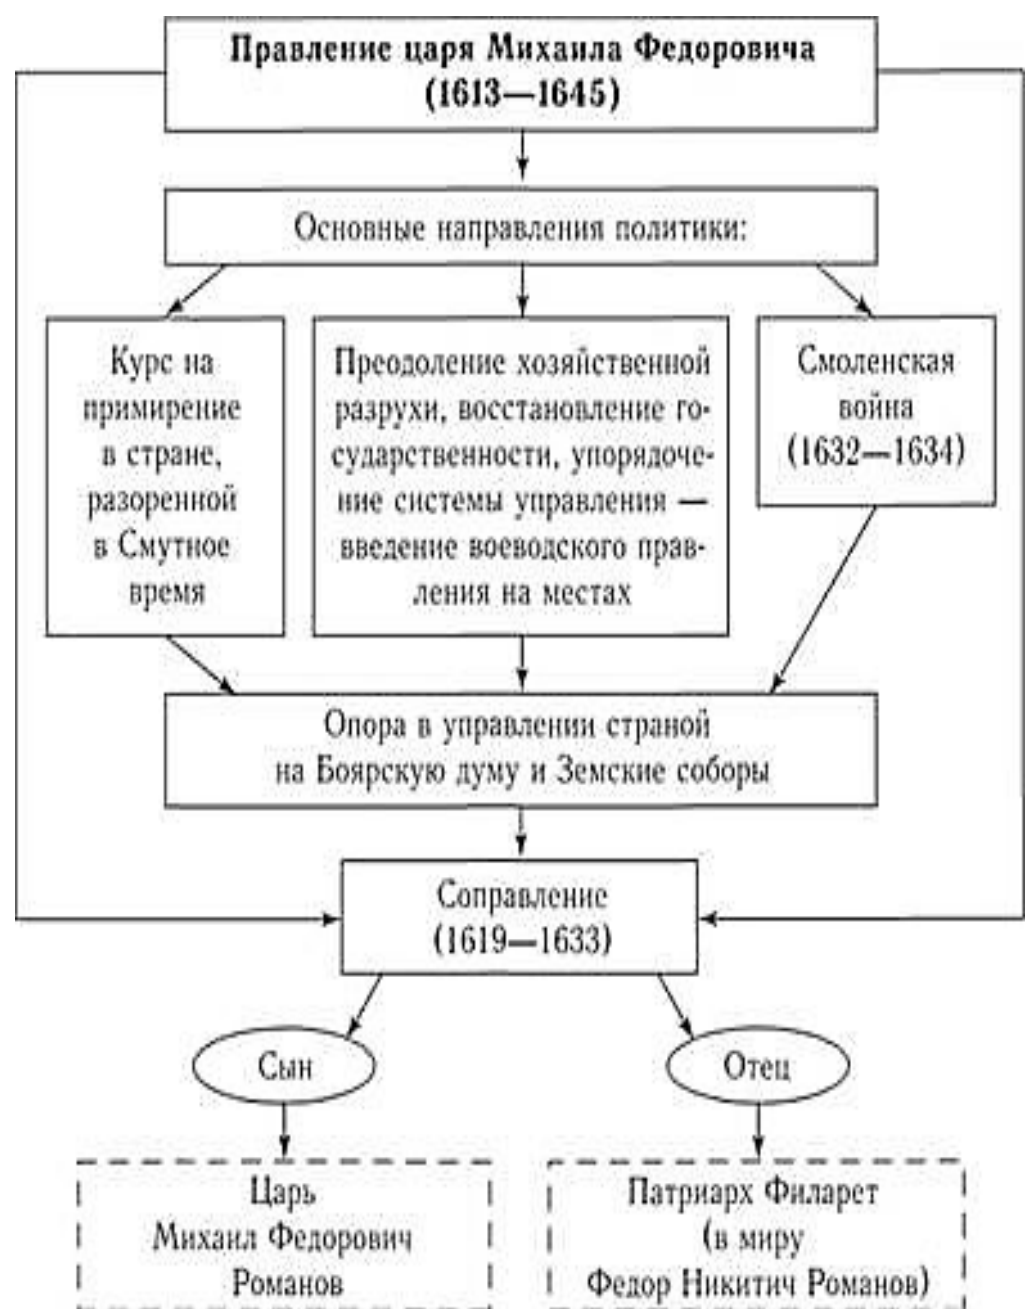 Правление царя Михаила Федоровича
(1613—1645)
Основные направления политики:
Курс на
примирение
в стране,
разоренной
в Смутное
время
Преодоление хозяйственной
разрухи, восстановление го-
сударственности, упорядоче-
ние системы управления —
введение воеводского прав-
ления на местах
Смоленская
война
(1632—1634)
Опора в управлении страной
на Боярскую думу и Земские соборы
Соправление
(1619—1633)
Сын
Отец
Царь
Михаил Федорович
Романов
Патриарх Филарет
(в миру
Федор Никитич Романов)